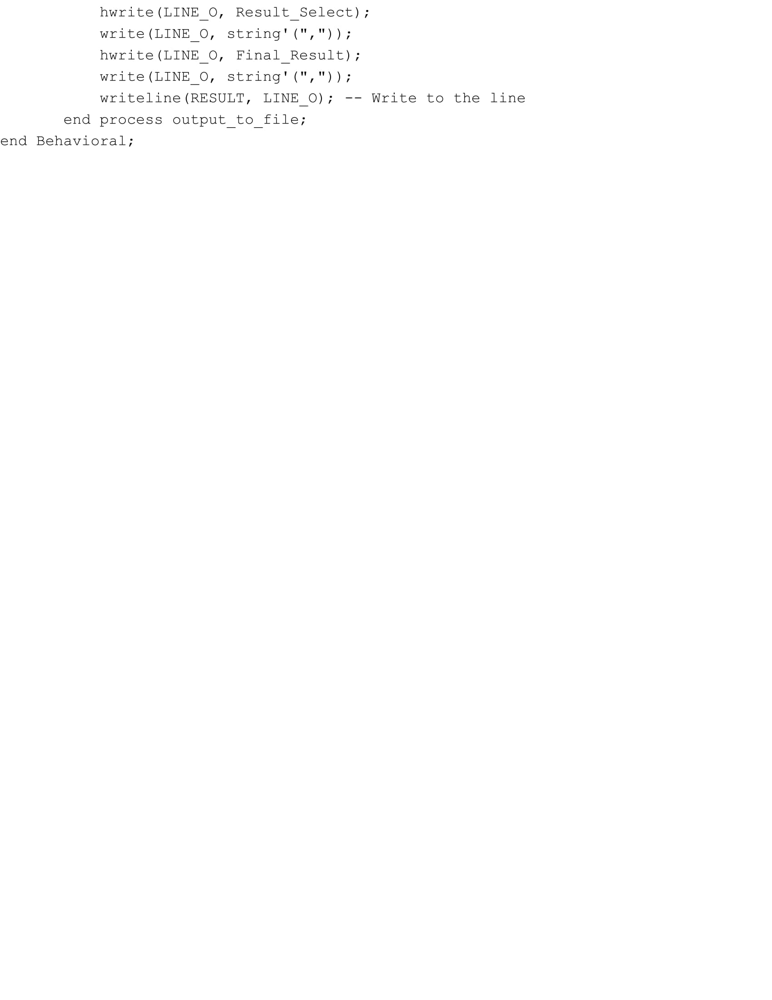 hwrite(LINE_O, Result_Select);
write(LINE_O, string'(","));
hwrite(LINE_O, Final_Result);
write(LINE_O, string'(","));
writeline(RESULT, LINE_O); -- Write to the line
end process output_to_file;
end Behavioral;